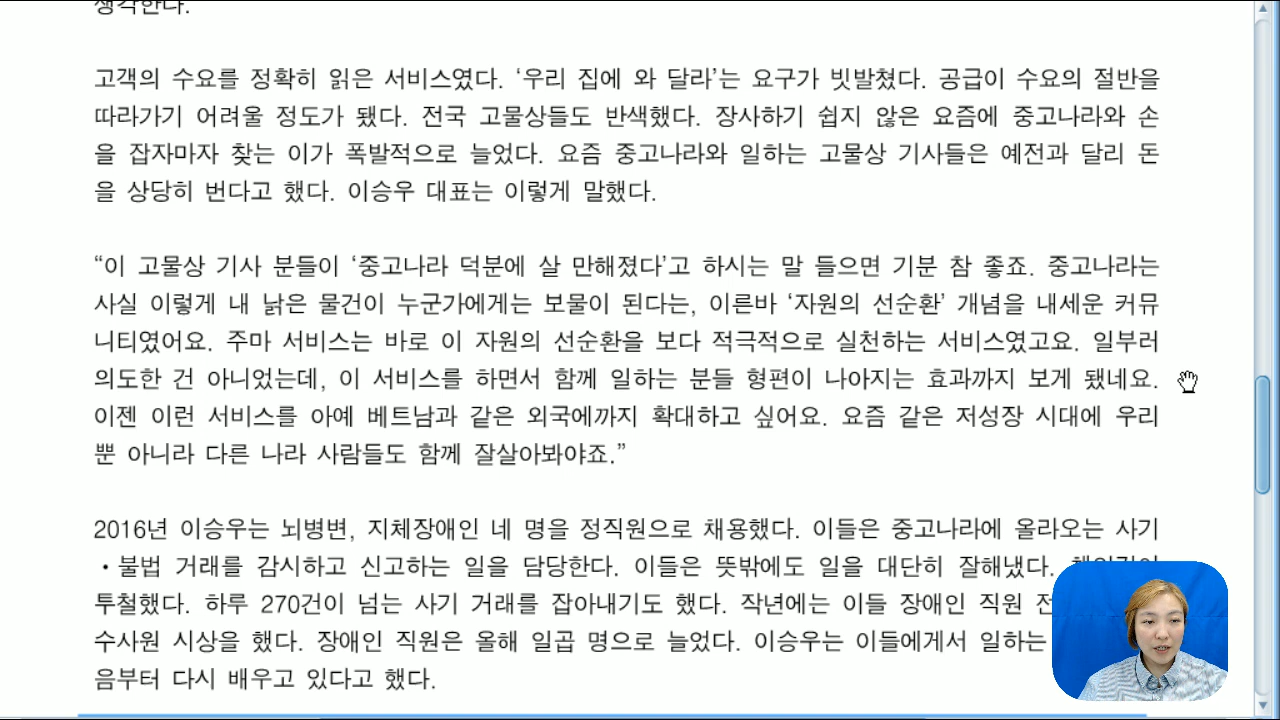 생각한다.
고객의 수요를 정확히 읽은 서비스였다. ‘우리 집에 와 달라’는 요구가 빗발쳤다. 공급이 수요의 절반을
따라가기 어려울 정도가 됐다. 전국 고물상들도 반색했다. 장사하기 쉽지 않은 요즘에 중고나라와 손
을 잡자마자 찾는 이가 폭발적으로 늘었다. 요즘 중고나라와 일하는 고물상 기사들은 예전과 달리 돈
을 상당히 번다고 했다. 이승우 대표는 이렇게 말했다.
“이 고물상 기사 분들이 ‘중고나라 덕분에 살 만해졌다’고 하시는 말 들으면 기분 참 좋죠. 중고나라는
사실 이렇게 내 낡은 물건이 누군가에게는 보물이 된다는, 이른바 ‘자원의 선순환’ 개념을 내세운 커뮤
니티였어요. 주마 서비스는 바로 이 자원의 선순환을 보다 적극적으로 실천하는 서비스였고요. 일부러
의도한 건 아니었는데, 이 서비스를 하면서 함께 일하는 분들 형편이 나아지는 효과까지 보게 됐네요.
이젠 이런 서비스를 아예 베트남과 같은 외국에까지 확대하고 싶어요. 요즘 같은 저성장 시대에 우리
뿐 아니라 다른 나라 사람들도 함께 잘살아봐야죠.”
2016년 이승우는 뇌병변, 지체장애인 네 명을 정직원으로 채용했다. 이들은 중고나라에 올라오는 사기
・불법 거래를 감시하고 신고하는 일을 담당한다. 이들은 뜻밖에도 일을 대단히 잘해냈다.
투철했다. 하루 270건이 넘는 사기 거래를 잡아내기도 했다. 작년에는 이들 장애인 직원
수사원 시상을 했다. 장애인 직원은 올해 일곱 명으로 늘었다. 이승우는 이들에게서 일하는
음부터 다시 배우고 있다고 했다.